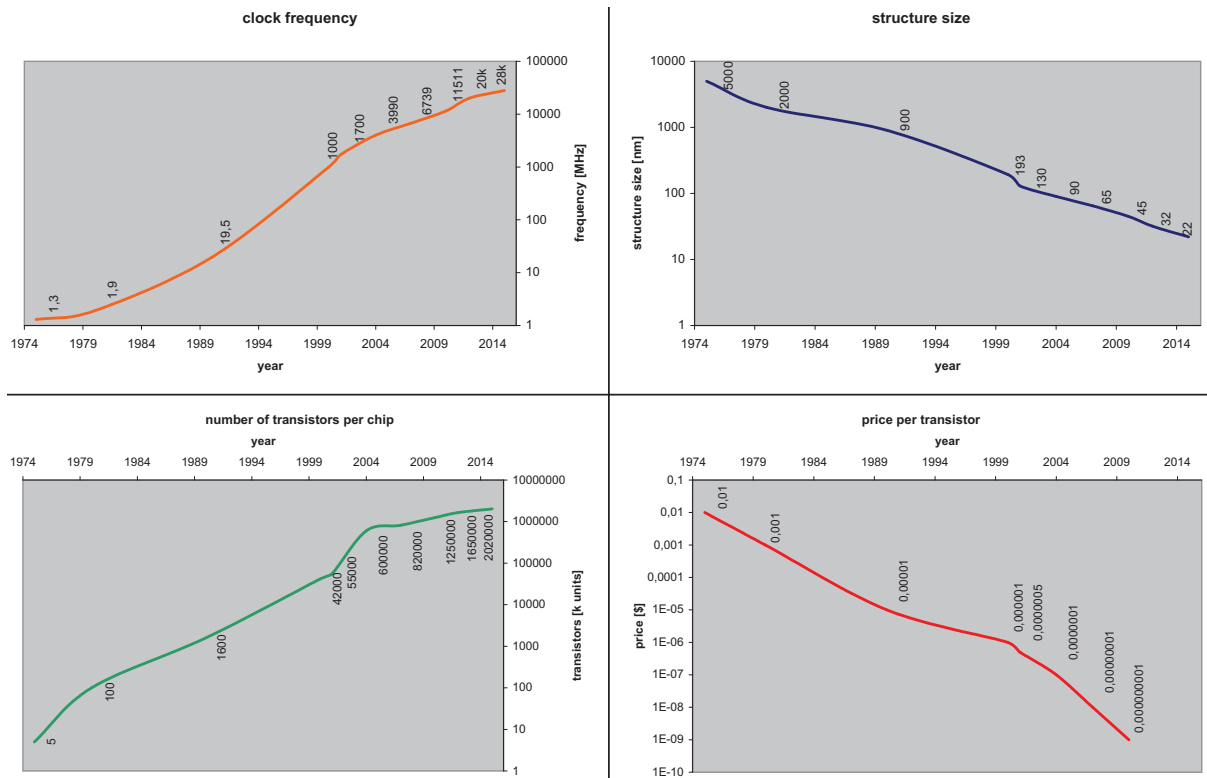 clock frequency
100000
10000
1000
100
10
1
frequency [MHz]
1,3
1,9
19,5
1000
1700
3990
6739
11511
20k
28k
1974 1979 1984 1989 1994 1999 2004 2009 2014
year
structure size
10000
1000
100
10
1
structure size [nm]
5000
2000
900
193
130
90
65
45
32
22
1974 1979 1984 1989 1994 1999 2004 2009 2014
year
number of transistors per chip
year
1974 1979 1984 1989 1994 1999 2004 2009 2014
10000000
1000000
100000
10000
1000
100
10
1
transistors [k units]
5
100
1600
42000
55000
600000
820000
1250000
1650000
2020000
price per transistor
year
1974 1979 1984 1989 1994 1999 2004 2009 2014
0,1
0,01
0,001
0,0001
1E-05
1E-06
1E-07
1E-08
1E-09
1E-10
price [$]
0,01
0,001
0,00001
0,000001
0,0000005
0,0000001
0,00000001
0,000000001